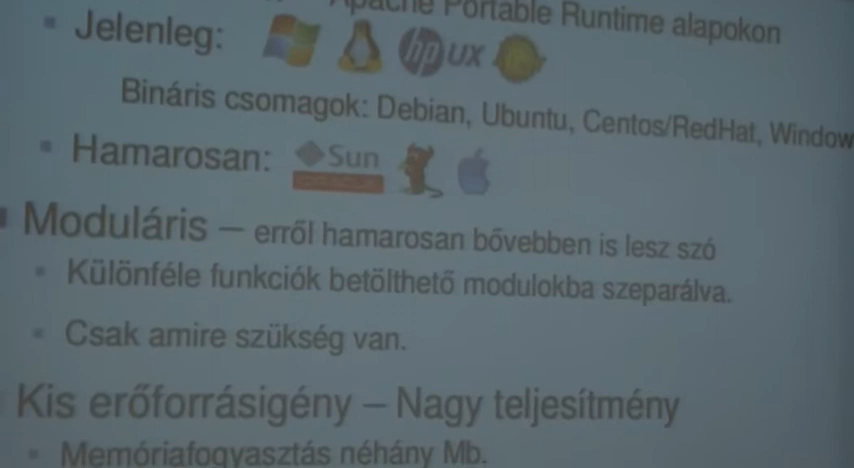 Apache Portable Runtime alapokon
Jelenleg: hp UX
Bináris csomagok: Debian, Ubuntu, Centos/RedHat, Window
Hamarosan: Sun
ORACLE
Moduláris – erről hamarosan bővebben is lesz szó
Különféle funkciók betölthető modulokba szeparálva.
Csak amire szükség van.
Kis erőforrásigény – Nagy teljesítmény
Memóriafogyasztás néhány Mb.